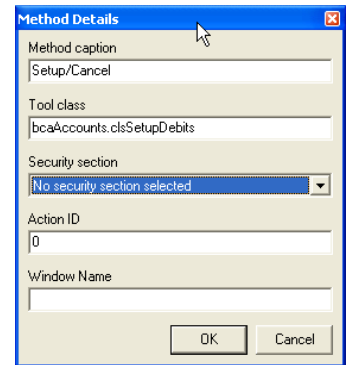 Method Details
Method caption
Setup/Cancel
Tool class
bcaAccounts.clsSetupDebits
Security section
No security section selected
Action ID
0
Window Name
OK Cancel